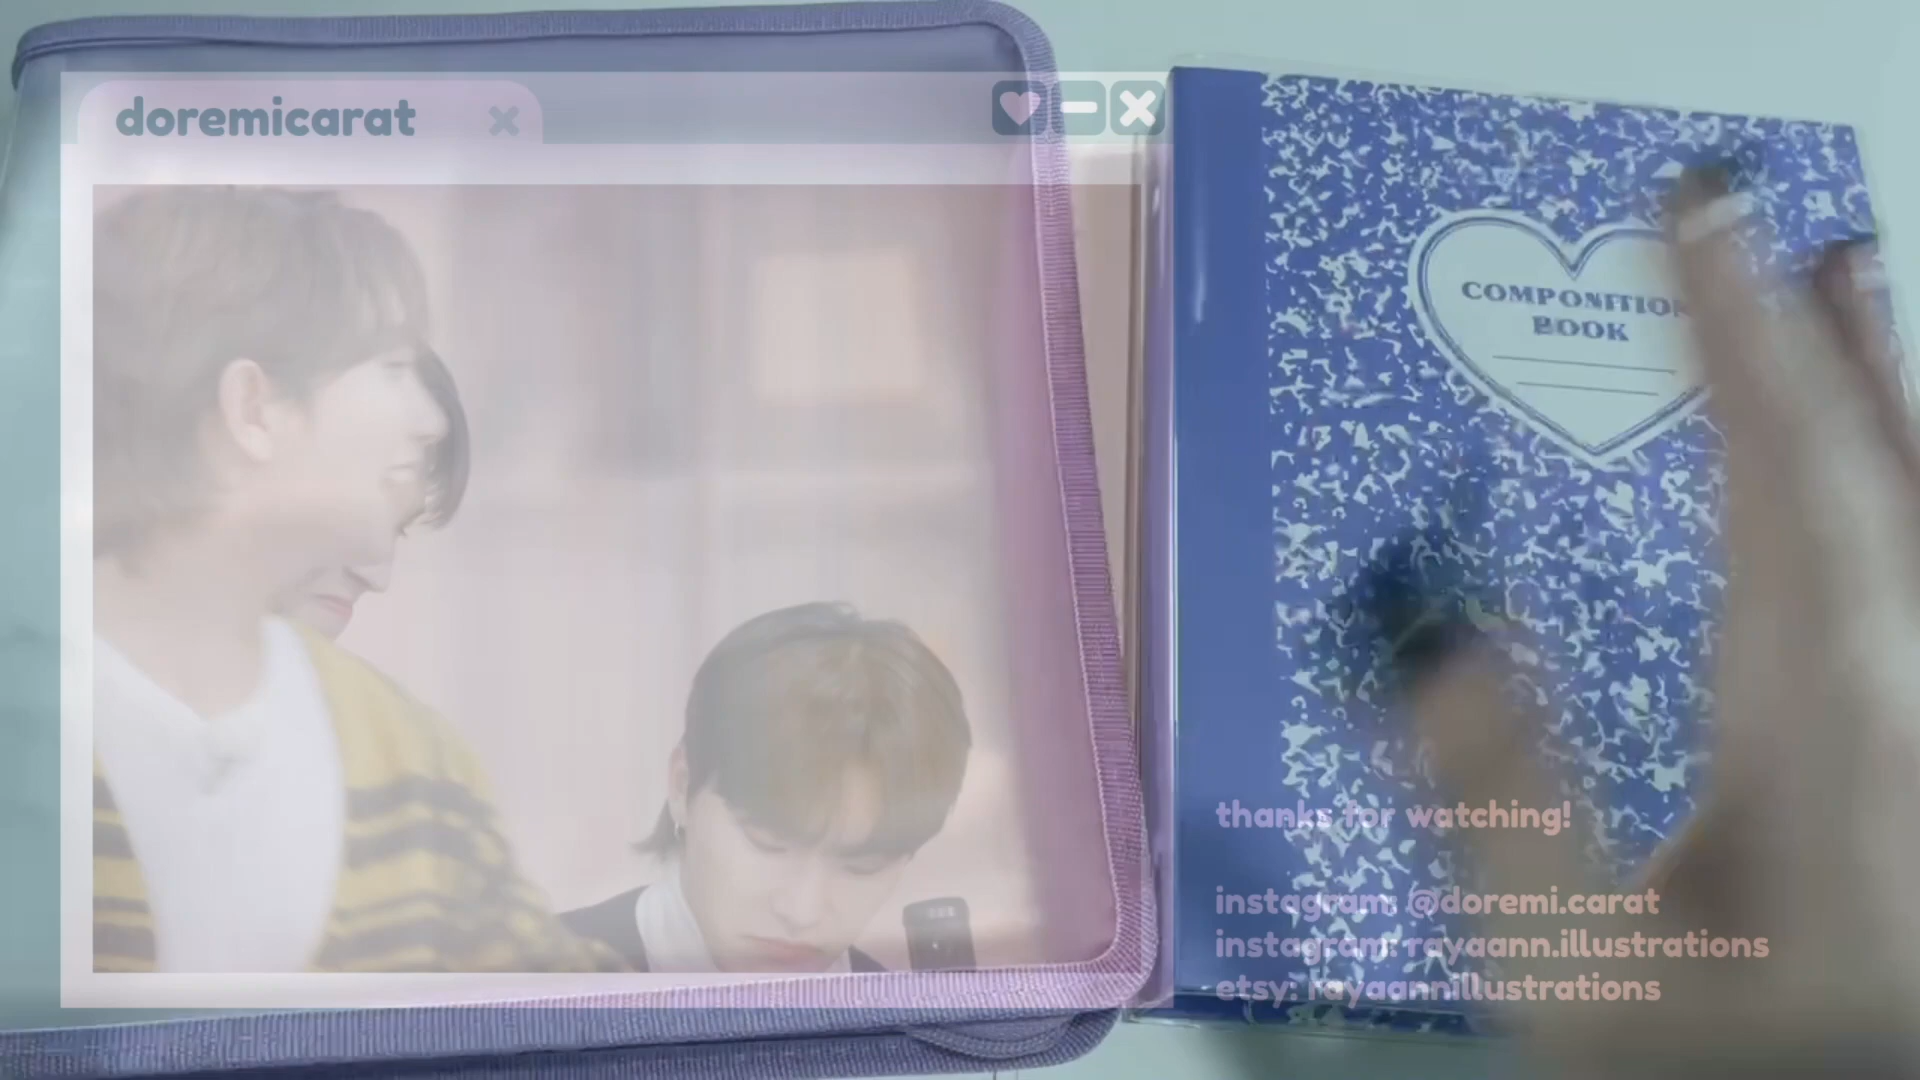 doremicarat
COMPOSITION
BOOK
thanks for watching!
instagram: @doremi.carat
instagram: rayaann.illustrations
etsy: rayaannillustrations